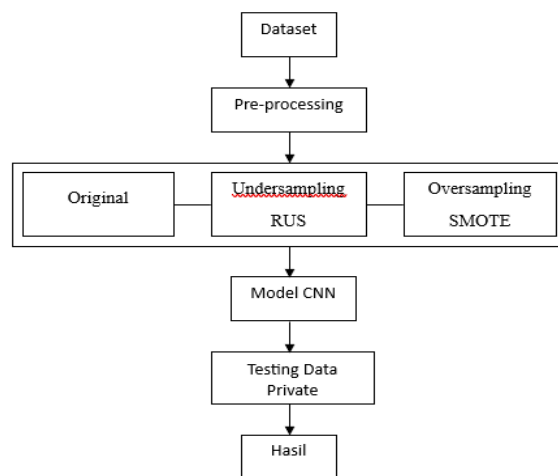 Dataset
Pre-processing
Original
Undersampling
RUS
Oversampling
SMOTE
Model CNN
Testing Data
Private
Hasil